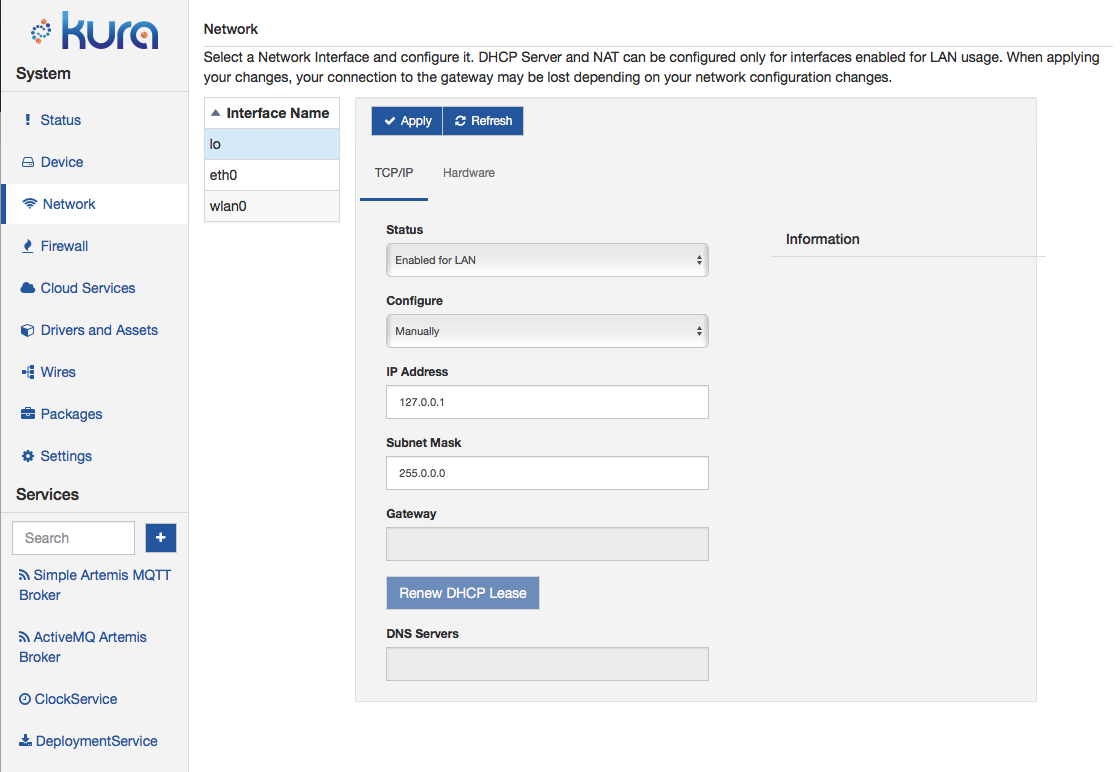 kura
System
Status
Device
Network
Firewall
Cloud Services
Drivers and Assets
Wires
Packages
Settings
Services
Search
+
Simple Artemis MQTT
Broker
ActiveMQ Artemis
Broker
ClockService
DeploymentService
Network
Select a Network Interface and configure it. DHCP Server and NAT can be configured only for interfaces enabled for LAN usage. When applying
your changes, your connection to the gateway may be lost depending on your network configuration changes.
Interface Name
lo
eth0
wlan0
Apply
Refresh
TCP/IP
Hardware
Status
Enabled for LAN
Configure
Manually
IP Address
127.0.0.1
Subnet Mask
255.0.0.0
Gateway
Renew DHCP Lease
DNS Servers
Information